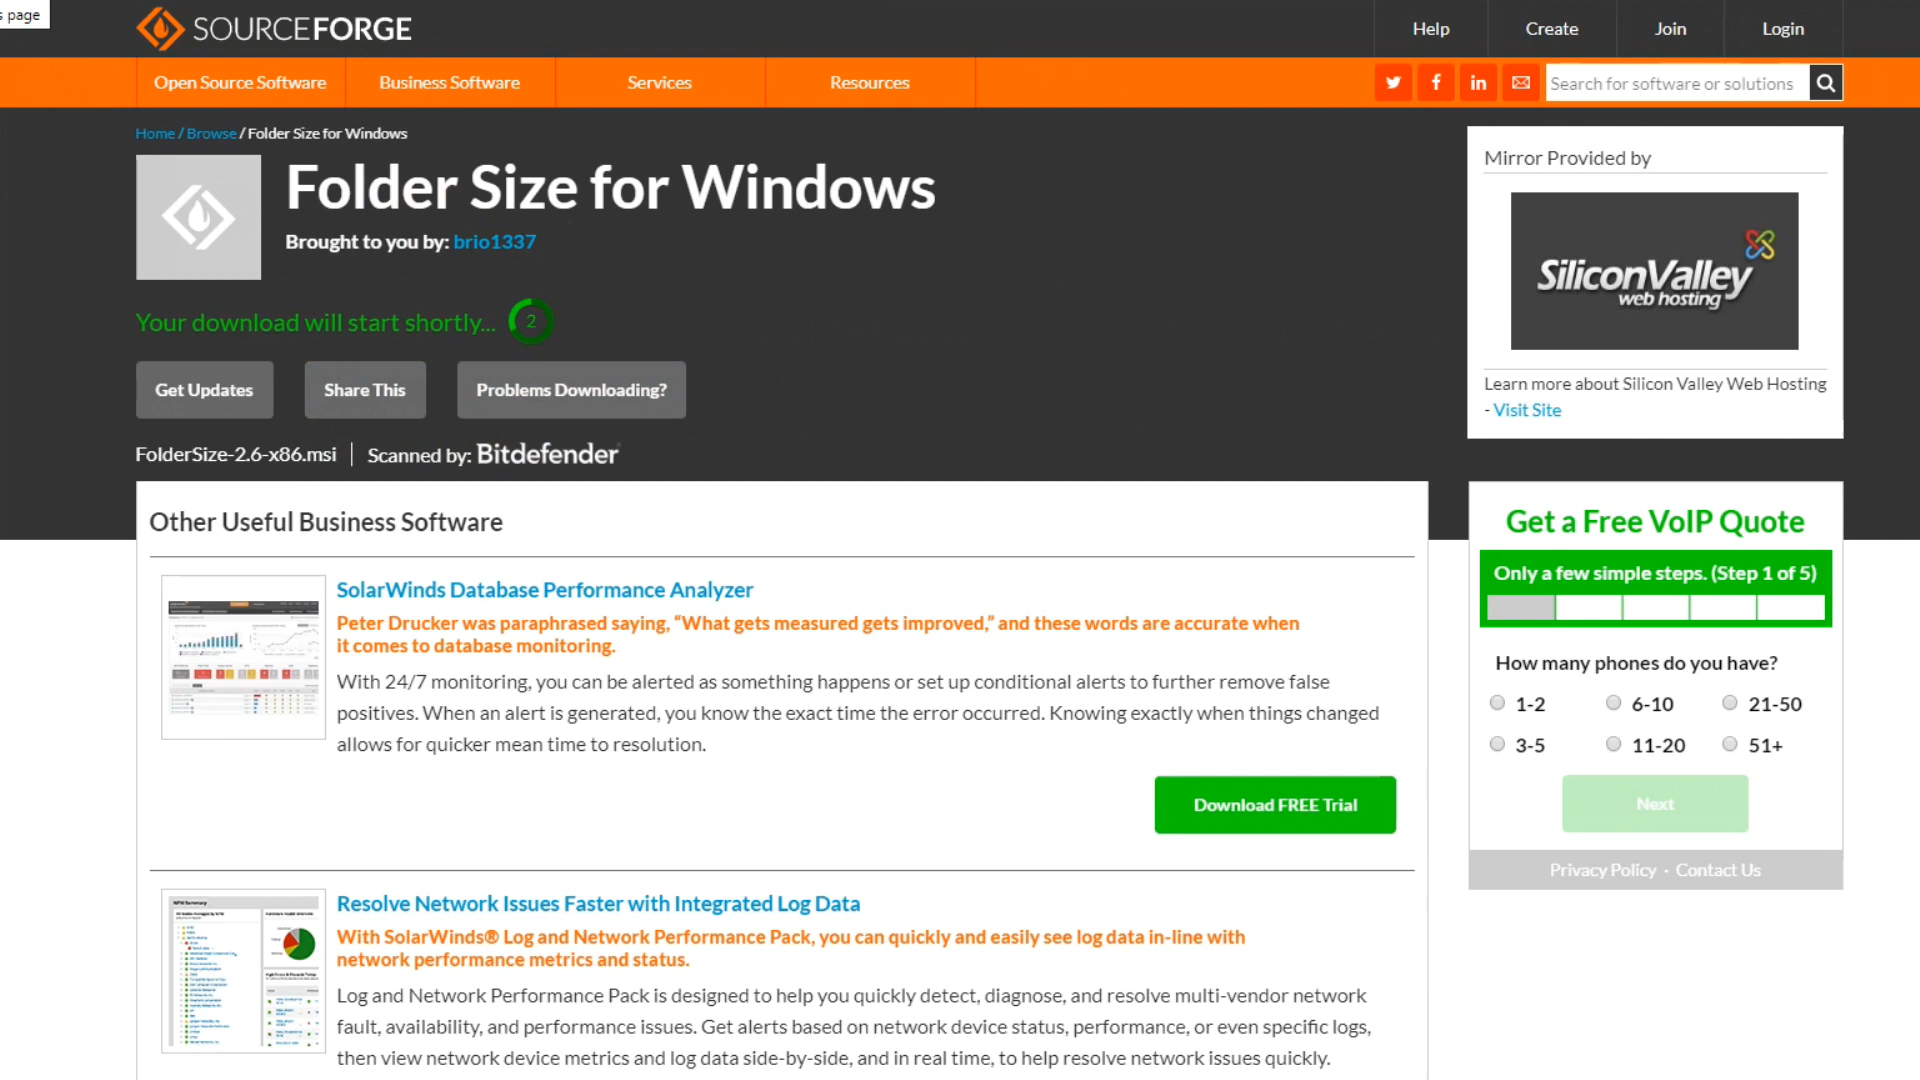 s page
SOURCEFORGE
Help
Create
Join
Login
Open Source Software
Business Software
Services
Resources
Search for software or solutions
Home / Browse / Folder Size for Windows
Folder Size for Windows
Brought to you by: brio1337
Your download will start shortly... 2
Get Updates
Share This
Problems Downloading?
FolderSize-2.6-x86.msi
Scanned by: Bitdefender
Mirror Provided by
SiliconValley
web hosting
Learn more about Silicon Valley Web Hosting
- Visit Site
Other Useful Business Software
SolarWinds Database Performance Analyzer
Peter Drucker was paraphrased saying, “What gets measured gets improved,” and these words are accurate when
it comes to database monitoring.
With 24/7 monitoring, you can be alerted as something happens or set up conditional alerts to further remove false
positives. When an alert is generated, you know the exact time the error occurred. Knowing exactly when things changed
allows for quicker mean time to resolution.
Download FREE Trial
Resolve Network Issues Faster with Integrated Log Data
With SolarWinds® Log and Network Performance Pack, you can quickly and easily see log data in-line with
network performance metrics and status.
Log and Network Performance Pack is designed to help you quickly detect, diagnose, and resolve multi-vendor network
fault, availability, and performance issues. Get alerts based on network device status, performance, or even specific logs,
then view network device metrics and log data side-by-side, and in real time, to help resolve network issues quickly.
Get a Free VoIP Quote
Only a few simple steps. (Step 1 of 5)
How many phones do you have?
1-2
6-10
21-50
3-5
11-20
51+
Next
Privacy Policy · Contact Us